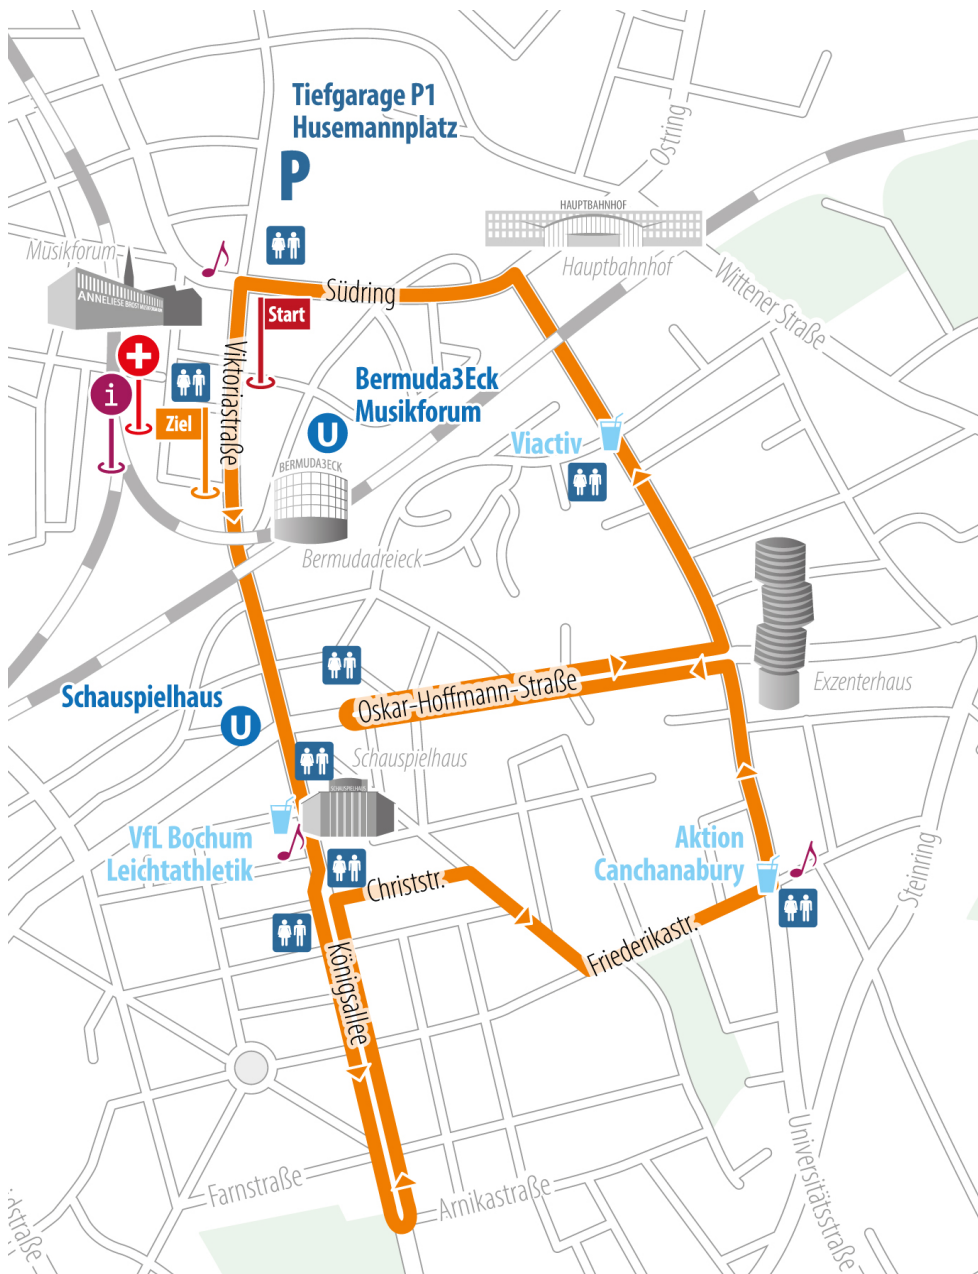 Tiefgarage P1
Husemannplatz
P
Ostring
HAUPTBAHNHOF
Hauptbahnhof
Wittener Straße
Musikforum
ANNELIESE BROST MUSIKFORUM
Südring
Start
Viktoriastraße
i
Ziel
Bermuda3Eck
Musikforum
U
Viactiv
BERMUDA3ECK
Bermudadreieck
Exzenterhaus
Oskar-Hoffmann-Straße
Schauspielhaus
U
Schauspielhaus
SCHAUSPIELHAUS
VfL Bochum
Leichtathletik
Aktion
Canchanabury
Steinring
Christstr.
Friederikastr.
Königsallee
Universitätsstraße
Farnstraße
Arnikastraße
dstraße